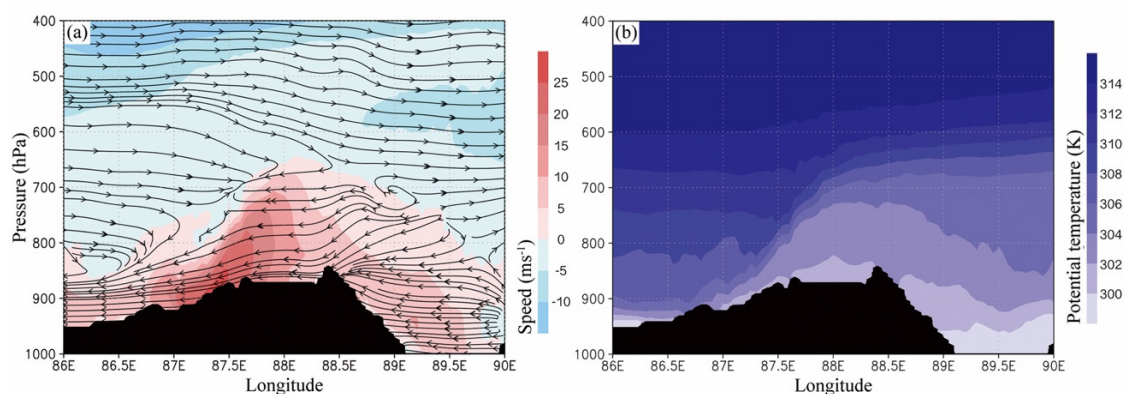 (a)
400
500
600
700
800
900
1000
Pressure (hPa)
86E
86.5E
87E
87.5E
88E
88.5E
89E
89.5E
90E
Longitude
25
20
15
10
5
0
-5
-10
Speed (ms⁻¹)
(b)
400
500
600
700
800
900
1000
86E
86.5E
87E
87.5E
88E
88.5E
89E
89.5E
90E
Longitude
314
312
310
308
306
304
302
300
Potential temperature (K)